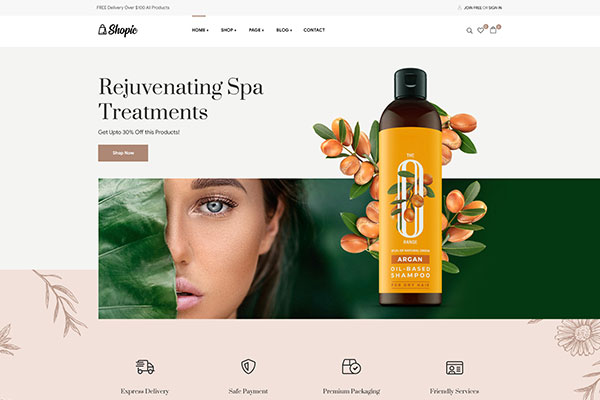 FREE Delivery Over $100 All Products
JOIN FREE OR SIGN IN
Shopic
HOME
SHOP
PAGE
BLOG
CONTACT
Rejuvenating Spa
Treatments
Get Upto 30% Off this Products!
Shop Now
THE
RANGE
ARGAN
OIL-BASED
SHAMPOO
FOR DRY HAIR
Express Delivery
Safe Payment
Premium Packaging
Friendly Services